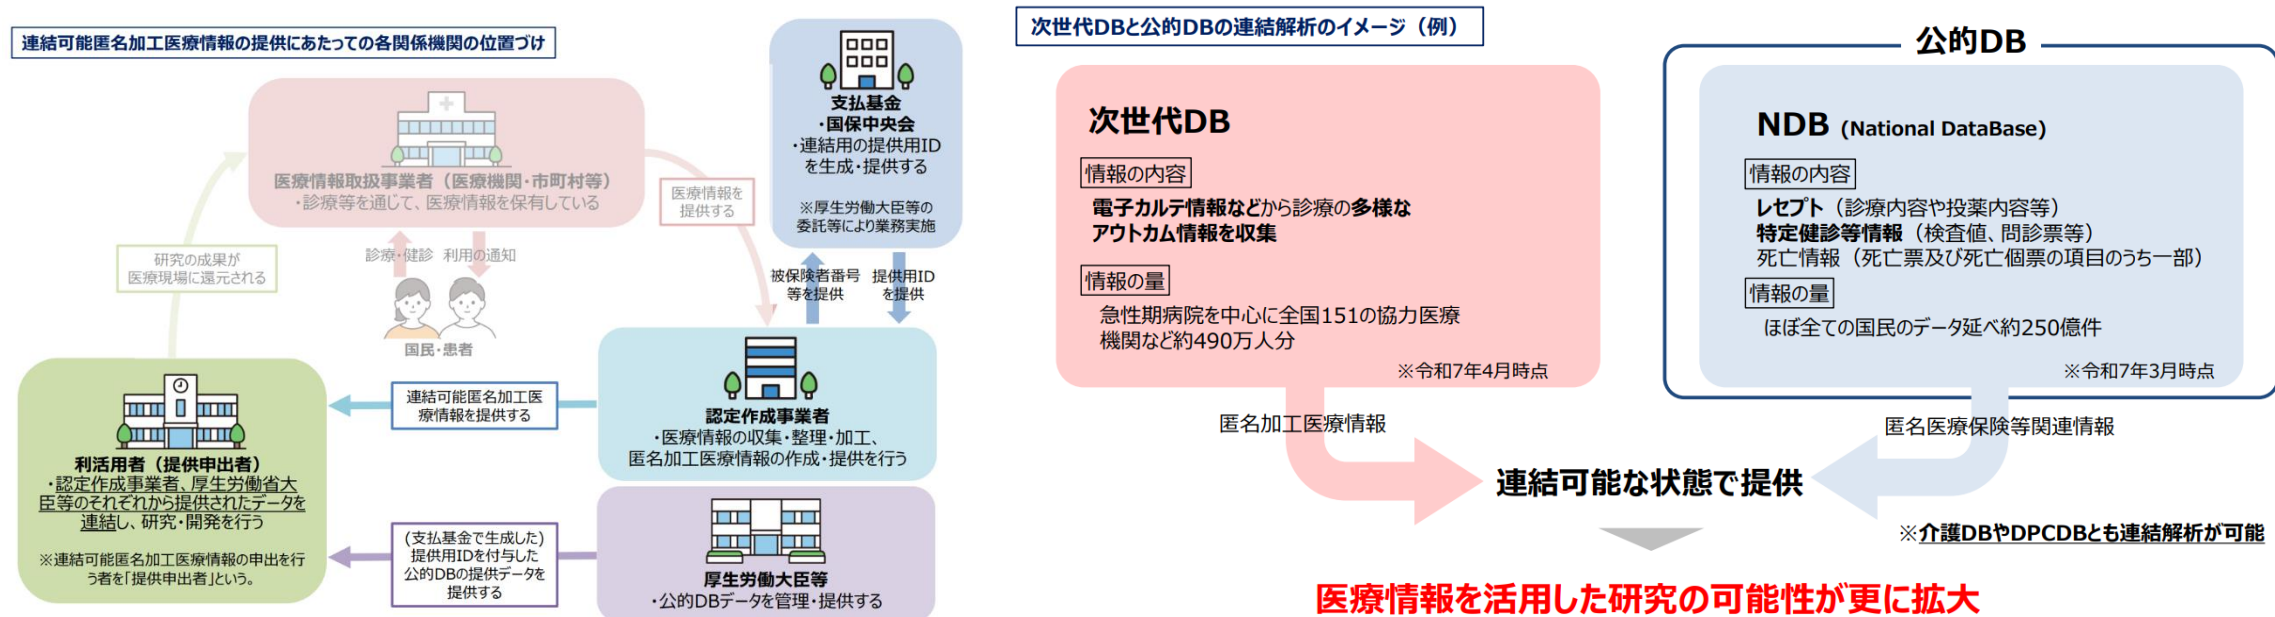 連結可能匿名加工医療情報の提供にあたっての各関係機関の位置づけ
医療情報取扱事業者（医療機関・市町村等）
・診療等を通じて、医療情報を保有している
医療情報を
提供する
研究の成果が
医療現場に還元される
診療・健診
利用の通知
国民・患者
支払基金
・国保中央会
・連結用の提供用ID
を生成・提供する
※厚生労働大臣等の
委託等により業務実施
被保険者番号
等を提供
提供用ID
を提供
認定作成事業者
・医療情報の収集・整理・加工、
匿名加工医療情報の作成・提供を行う
連結可能匿名加工医
療情報を提供する
利活用者（提供申出者）
・認定作成事業者、厚生労働省大
臣等のそれぞれから提供されたデータを
連結し、研究・開発を行う
※連結可能匿名加工医療情報の申出を行
う者を「提供申出者」という。
(支払基金で生成した)
提供用IDを付与した
公的DBの提供データを
提供する
厚生労働大臣等
・公的DBデータを管理・提供する
次世代DBと公的DBの連結解析のイメージ（例）
次世代DB
情報の内容
電子カルテ情報などから診療の多様な
アウトカム情報を収集
情報の量
急性期病院を中心に全国151の協力医療
機関など約490万人分
※令和7年4月時点
公的DB
NDB (National DataBase)
情報の内容
レセプト（診療内容や投薬内容等）
特定健診等情報（検査値、問診票等）
死亡情報（死亡票及び死亡個票の項目のうち一部）
情報の量
ほぼ全ての国民のデータ延べ約250億件
※令和7年3月時点
匿名加工医療情報
匿名医療保険等関連情報
連結可能な状態で提供
※介護DBやDPCDBとも連結解析が可能
医療情報を活用した研究の可能性が更に拡大